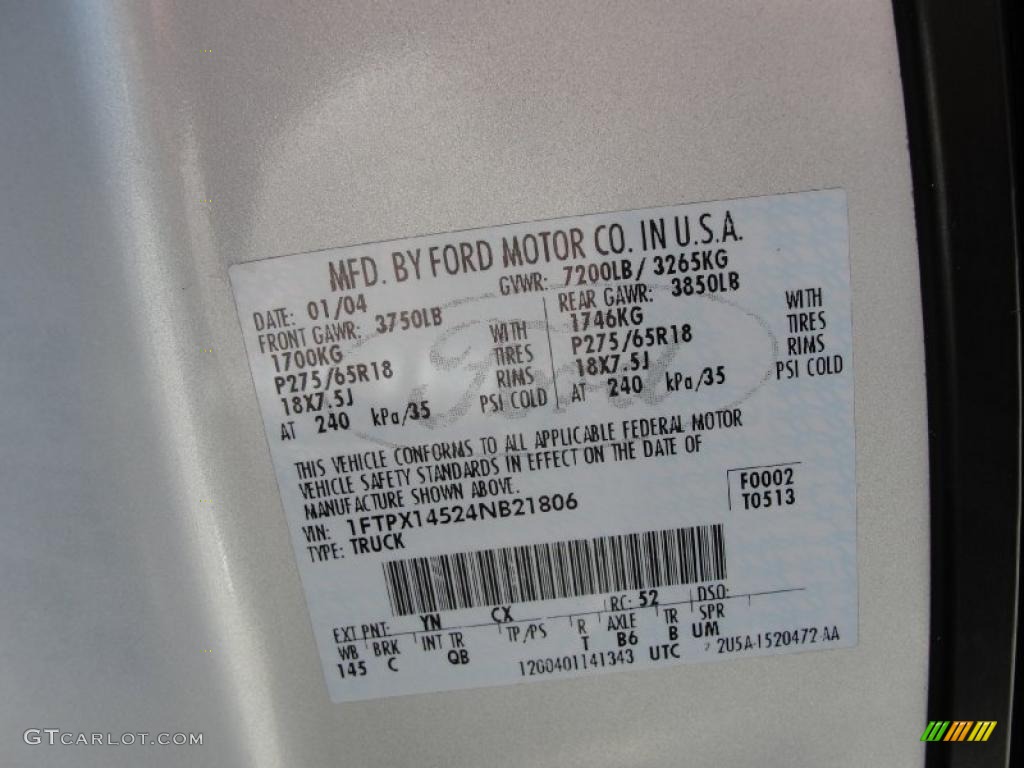 MFD. BY FORD MOTOR CO. IN U.S.A.
DATE: 01/04 GVWR: 7200LB/ 3265KG
FRONT GAWR: 3750LB REAR GAWR: 3850LB
1700KG WITH 1746KG WITH
P275/65R18 TIRES P275/65R18 TIRES
18X7.5J RIMS 18X7.5J RIMS
AT 240 kPa/35 PSI COLD AT 240 kPa/35 PSI COLD
Ford
THIS VEHICLE CONFORMS TO ALL APPLICABLE FEDERAL MOTOR
VEHICLE SAFETY STANDARDS IN EFFECT ON THE DATE OF
MANUFACTURE SHOWN ABOVE.
VIN: 1FTPX14524NB21806 F0002
TYPE: TRUCK T0513
EXT PNT: YN CX RC: 52 DSO:
WB BRK INT TR TP/PS R AXLE TR SPR
145 C QB T B6 B UM
1200401141343 UTC 2U5A-1520472-AA
GTCARLOT.COM